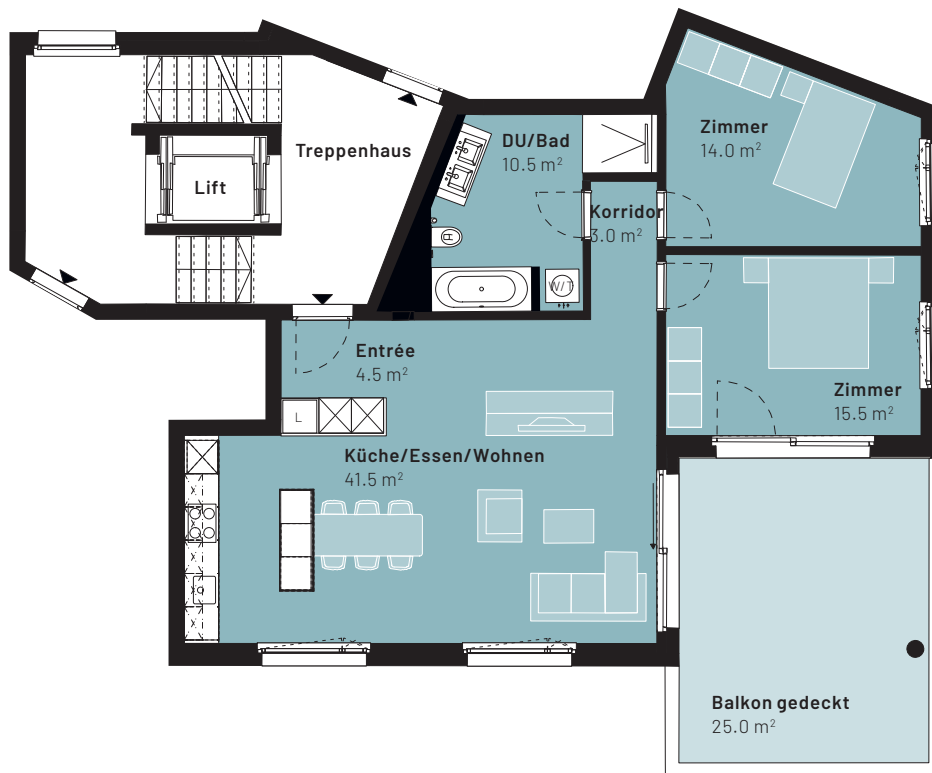 Treppenhaus
Lift
DU/Bad
10.5 m²
Zimmer
14.0 m²
Korridor
3.0 m²
W/T
Entrée
4.5 m²
L
Zimmer
15.5 m²
Küche/Essen/Wohnen
41.5 m²
Balkon gedeckt
25.0 m²